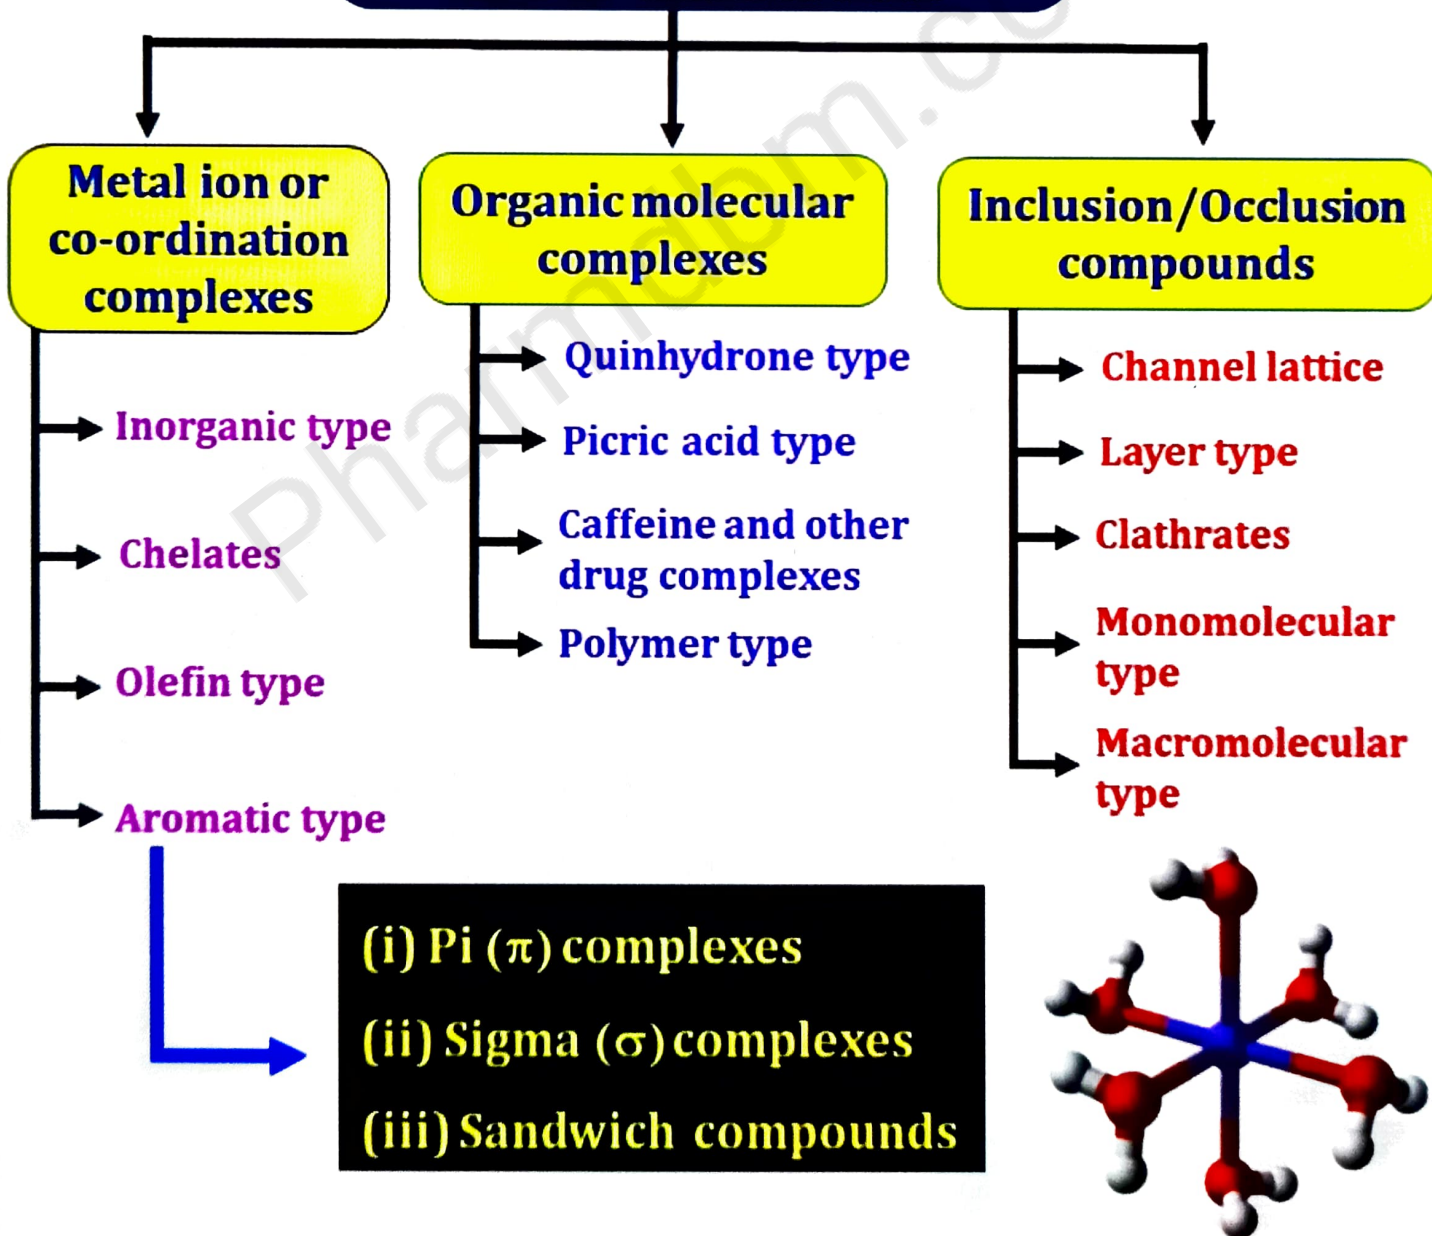 Metal ion or
co-ordination
complexes
Organic molecular
complexes
Inclusion/Occlusion
compounds
Inorganic type
Chelates
Olefin type
Aromatic type
Quinhydrone type
Picric acid type
Caffeine and other
drug complexes
Polymer type
Channel lattice
Layer type
Clathrates
Monomolecular
type
Macromolecular
type
(i) Pi (π) complexes
(ii) Sigma (σ) complexes
(iii) Sandwich compounds
Pharmdbm.co